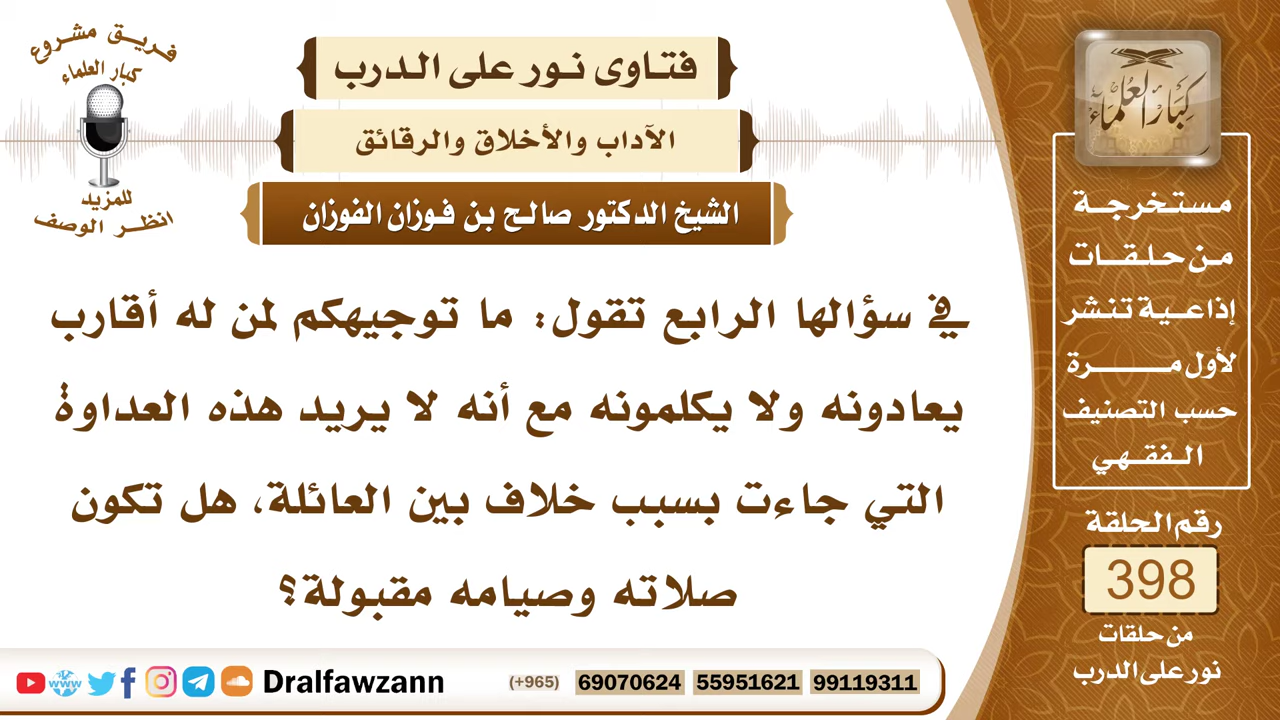 فريق مشروع
كبار العلماء
للمزيد
انظر الوصف
فتاوى نور على الدرب
الآداب والأخلاق والرقائق
الشيخ الدكتور صالح بن فوزان الفوزان
في سؤالها الرابع تقول: ما توجيهكم لمن له أقارب
يعادونه ولا يكلمونه مع أنه لا يريد هذه العداوة
التي جاءت بسبب خلاف بين العائلة، هل تكون
صلاته وصيامه مقبولة؟
كبار العلماء
مستخرجة
من حلقات
إذاعية تنشر
لأول مرة
حسب التصنيف
الفقهي
رقم الحلقة
398
من حلقات
نور على الدرب
www
Dralfawzann
(+965) 69070624 55951621 99119311